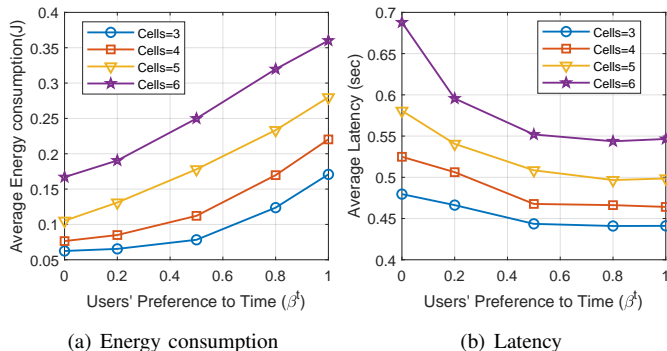 Average Energy consumption(J)
0.4
0.35
0.3
0.25
0.2
0.15
0.1
0.05
Cells=3
Cells=4
Cells=5
Cells=6
0 0.2 0.4 0.6 0.8 1
Users' Preference to Time (βᵗ)
(a) Energy consumption
Average Latency (sec)
0.7
0.6
0.55
0.5
0.45
0.4
Cells=3
Cells=4
Cells=5
Cells=6
0 0.2 0.4 0.6 0.8 1
Users' Preference to Time (βᵗ)
(b) Latency